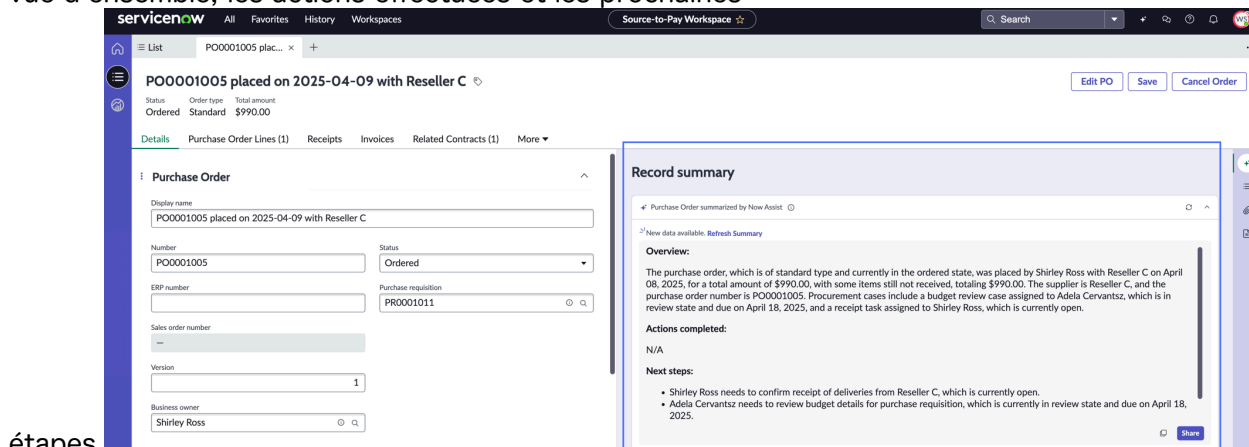 vue d'ensemble, les actions effectuées et les prochaines
servicenow All Favorites History Workspaces Source-to-Pay Workspace Search
List PO0001005 plac... × +
PO0001005 placed on 2025-04-09 with Reseller C
Edit PO Save Cancel Order
Status Order type Total amount
Ordered Standard $990.00
Details Purchase Order Lines (1) Receipts Invoices Related Contracts (1) More
Purchase Order
Display name
PO0001005 placed on 2025-04-09 with Reseller C
Number Status
PO0001005 Ordered
ERP number Purchase requisition
PR0001011
Sales order number
—
Version
1
Business owner
Shirley Ross
Record summary
Purchase Order summarized by Now Assist
New data available. Refresh Summary
Overview:
The purchase order, which is of standard type and currently in the ordered state, was placed by Shirley Ross with Reseller C on April
08, 2025, for a total amount of $990.00, with some items still not received, totaling $990.00. The supplier is Reseller C, and the
purchase order number is PO0001005. Procurement cases include a budget review case assigned to Adela Cervantsz, which is in
review state and due on April 18, 2025, and a receipt task assigned to Shirley Ross, which is currently open.
Actions completed:
N/A
Next steps:
• Shirley Ross needs to confirm receipt of deliveries from Reseller C, which is currently open.
• Adela Cervantsz needs to review budget details for purchase requisition, which is currently in review state and due on April 18,
2025.
Share
étapes